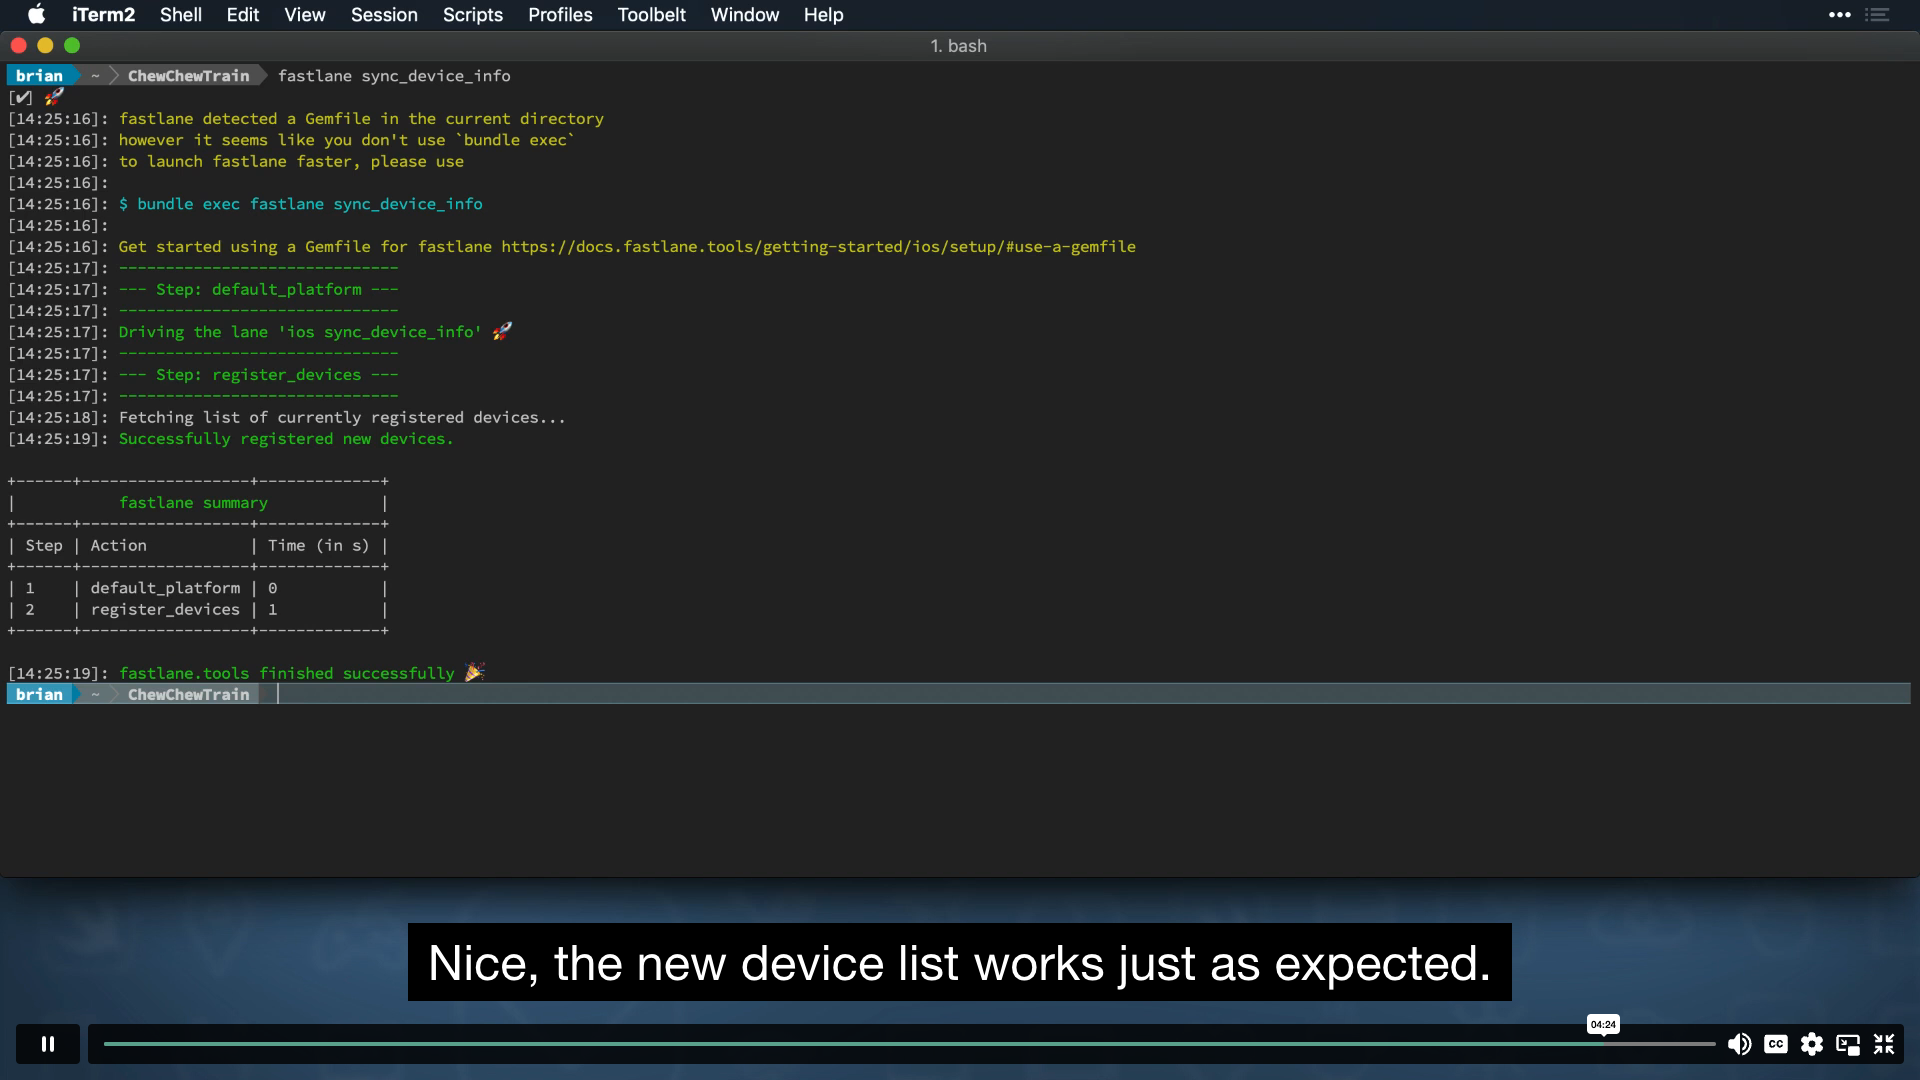 iTerm2 Shell Edit View Session Scripts Profiles Toolbelt Window Help
1. bash
brian ~ ChewChewTrain fastlane sync_device_info
[✔] 🚀
[14:25:16]: fastlane detected a Gemfile in the current directory
[14:25:16]: however it seems like you don't use `bundle exec`
[14:25:16]: to launch fastlane faster, please use
[14:25:16]:
[14:25:16]: $ bundle exec fastlane sync_device_info
[14:25:16]:
[14:25:16]: Get started using a Gemfile for fastlane https://docs.fastlane.tools/getting-started/ios/setup/#use-a-gemfile
[14:25:17]: ------------------------------
[14:25:17]: --- Step: default_platform ---
[14:25:17]: ------------------------------
[14:25:17]: Driving the lane 'ios sync_device_info' 🚀
[14:25:17]: ------------------------------
[14:25:17]: --- Step: register_devices ---
[14:25:17]: ------------------------------
[14:25:18]: Fetching list of currently registered devices...
[14:25:19]: Successfully registered new devices.
+------+------------------+-------------+
|           fastlane summary            |
+------+------------------+-------------+
| Step | Action           | Time (in s) |
+------+------------------+-------------+
| 1    | default_platform | 0           |
| 2    | register_devices | 1           |
+------+------------------+-------------+
[14:25:19]: fastlane.tools finished successfully 🎉
brian ~ ChewChewTrain
Nice, the new device list works just as expected.
04:24
CC